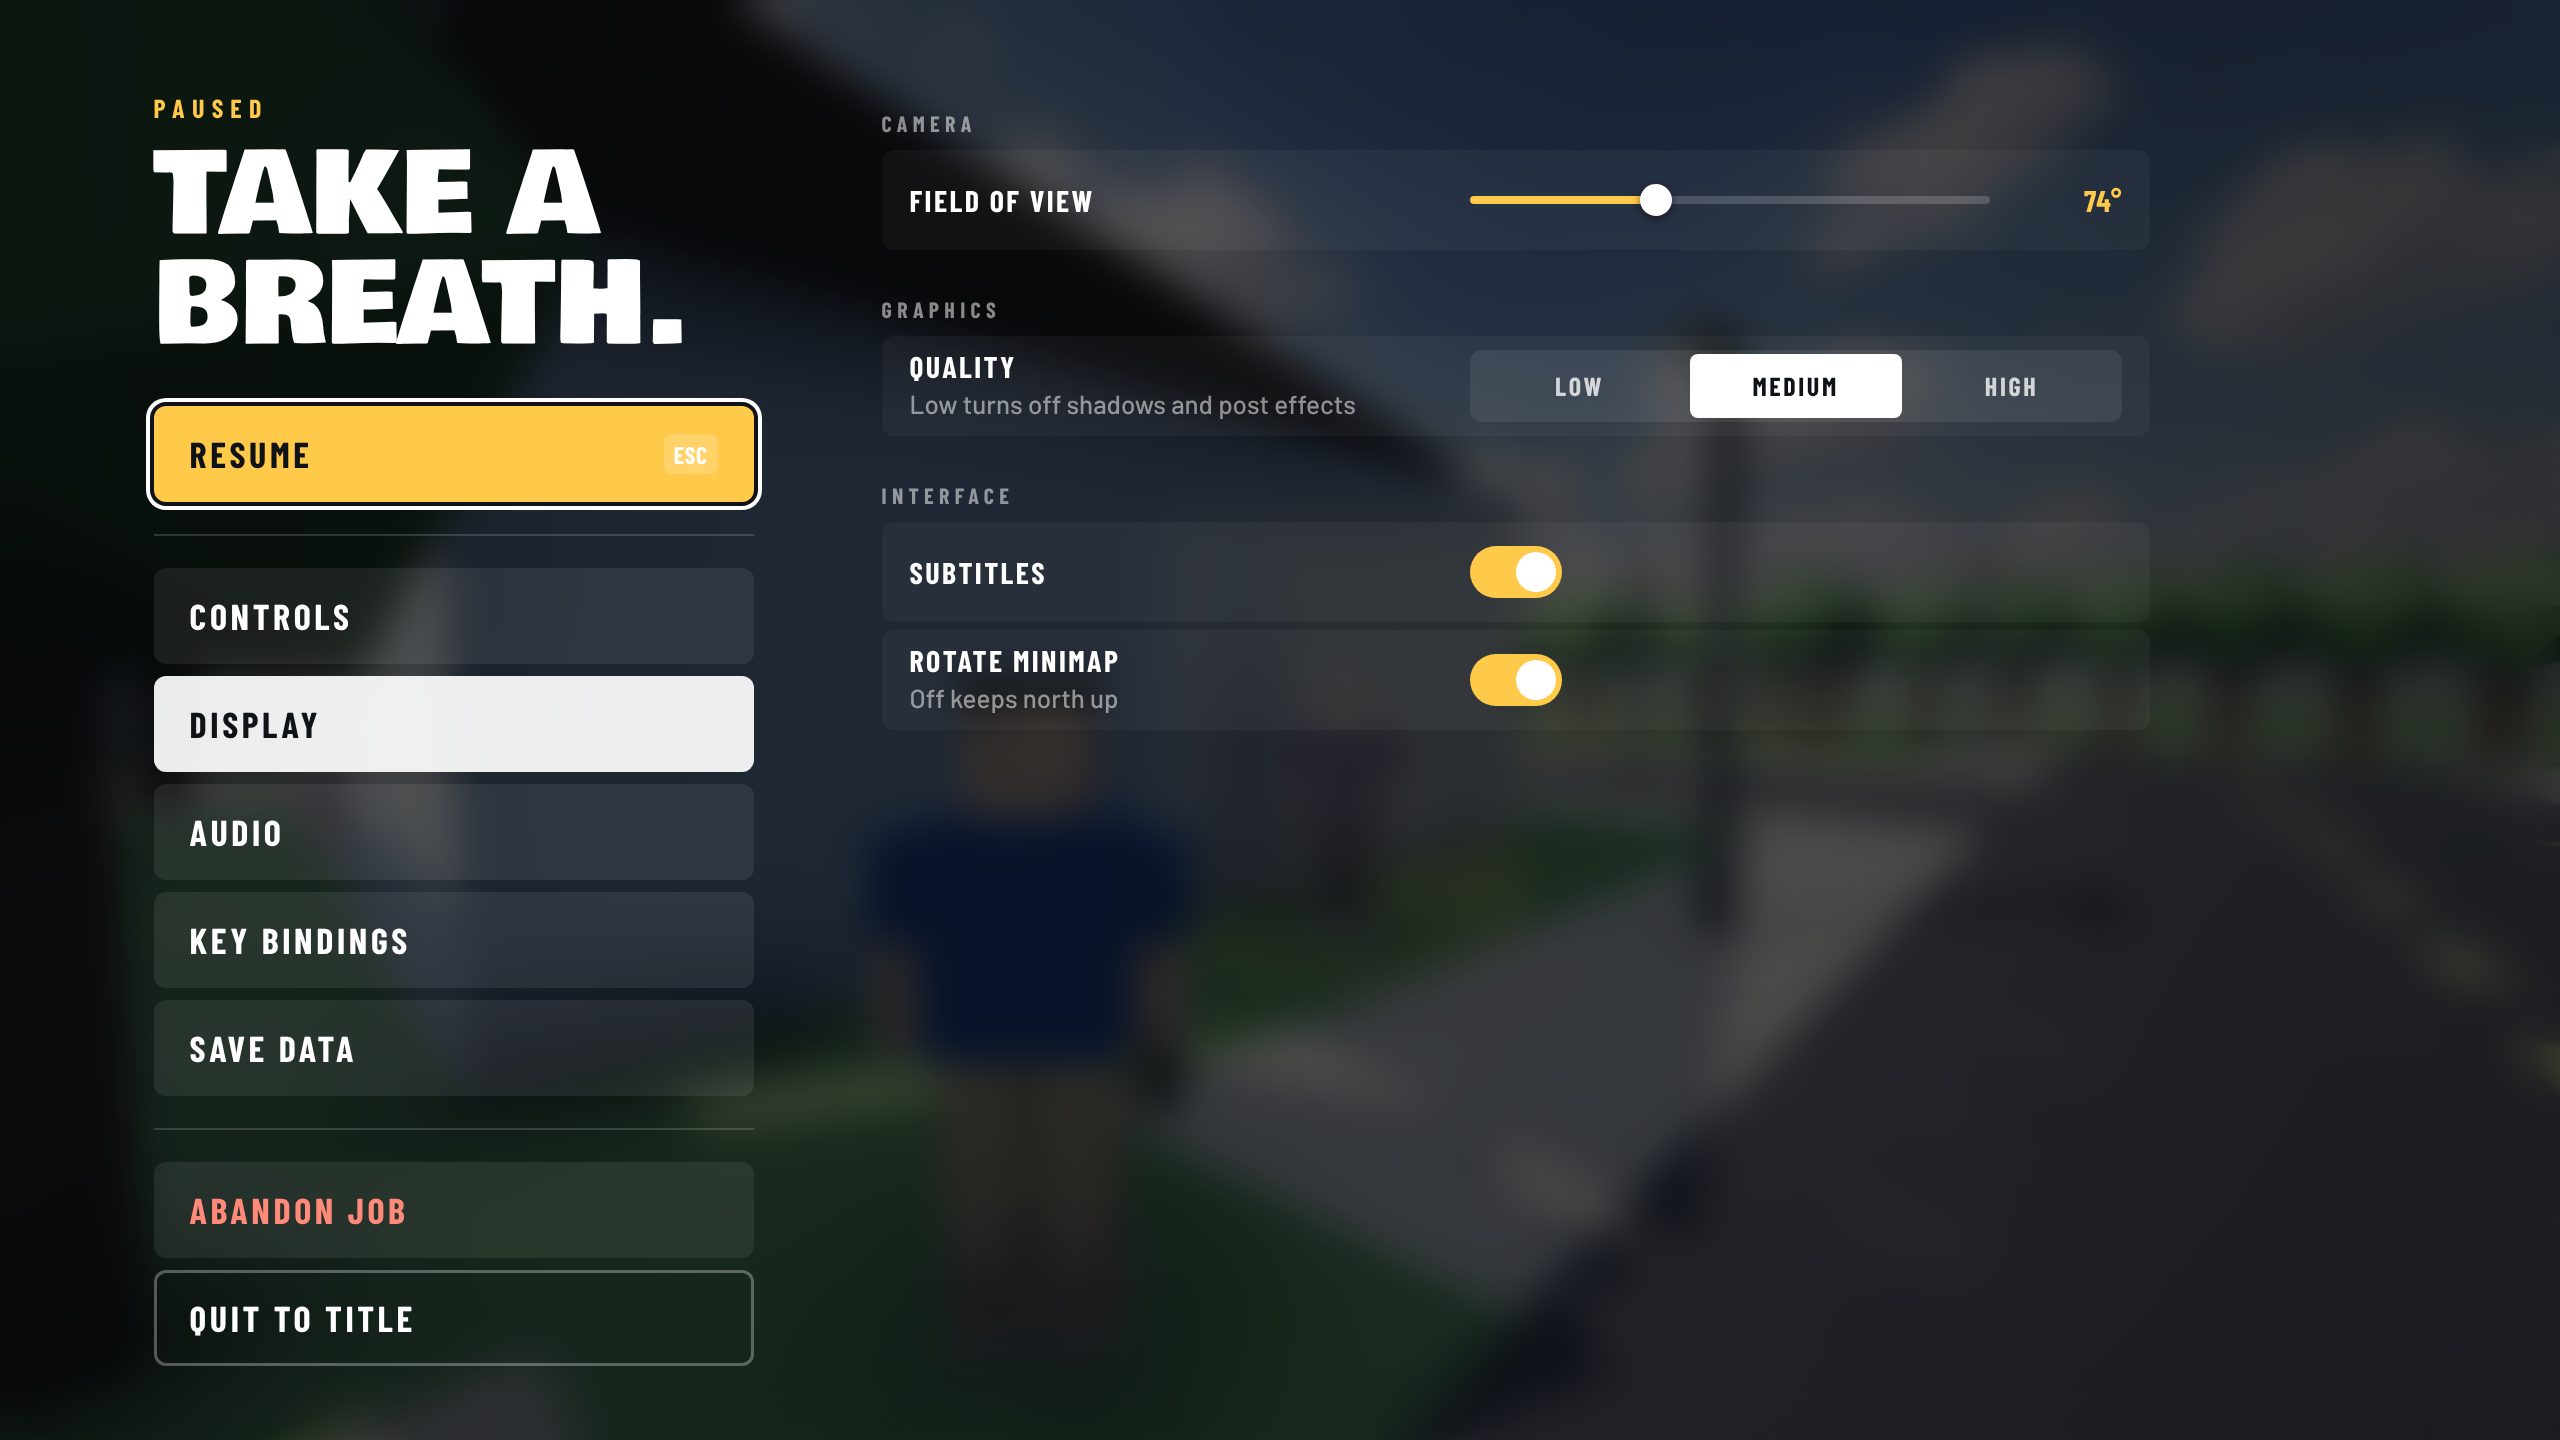 PAUSED
TAKE A
BREATH.
RESUME ESC
CONTROLS
DISPLAY
AUDIO
KEY BINDINGS
SAVE DATA
ABANDON JOB
QUIT TO TITLE
CAMERA
FIELD OF VIEW 74°
GRAPHICS
QUALITY
Low turns off shadows and post effects
LOW MEDIUM HIGH
INTERFACE
SUBTITLES
ROTATE MINIMAP
Off keeps north up